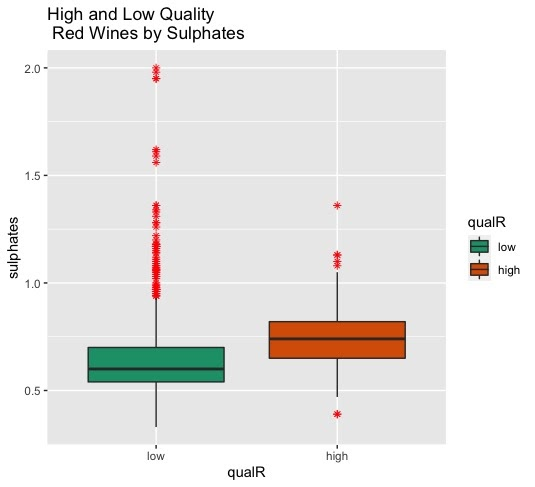 High and Low Quality
Red Wines by Sulphates
2.0
1.5
1.0
0.5
sulphates
low
high
qualR
qualR
low
high